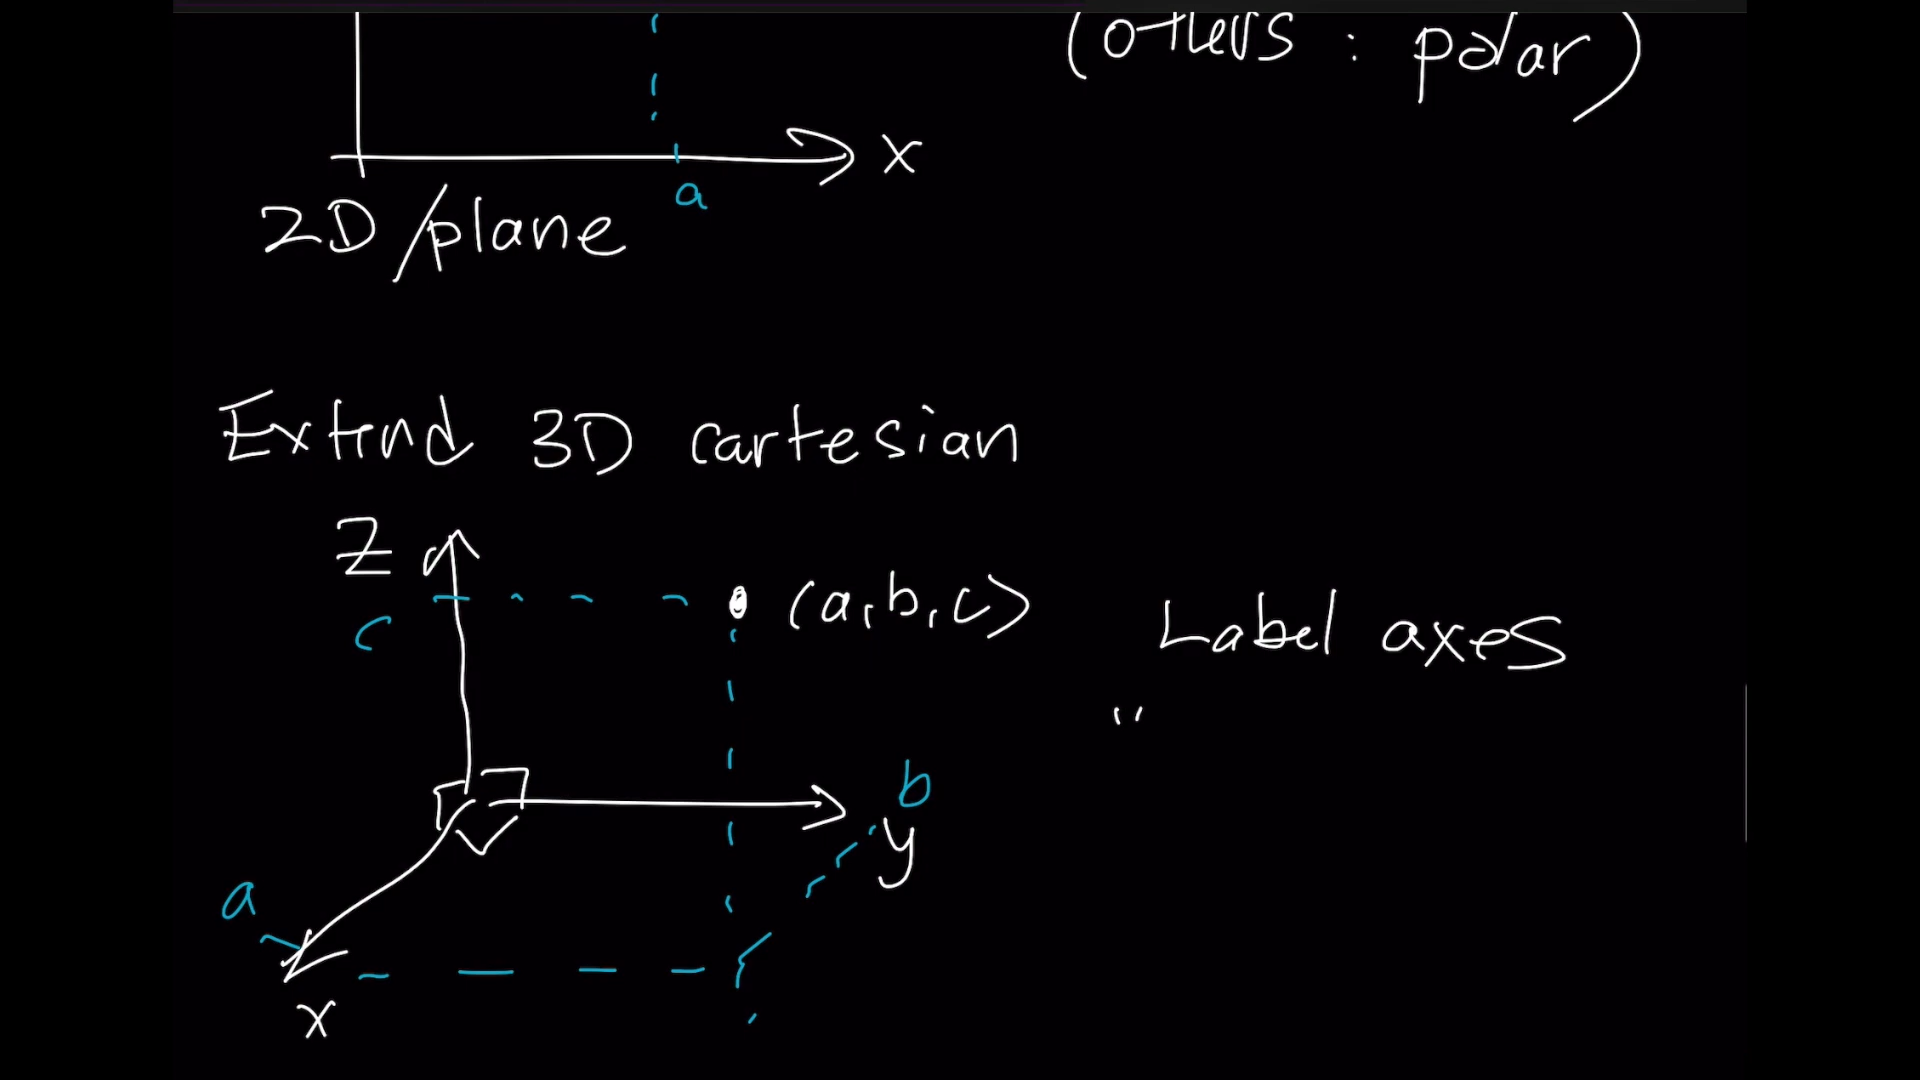 (others : polar)
x
a
2D/plane
Extend 3D cartesian
z
c
(a,b,c)
Label axes
"
b
y
a
x